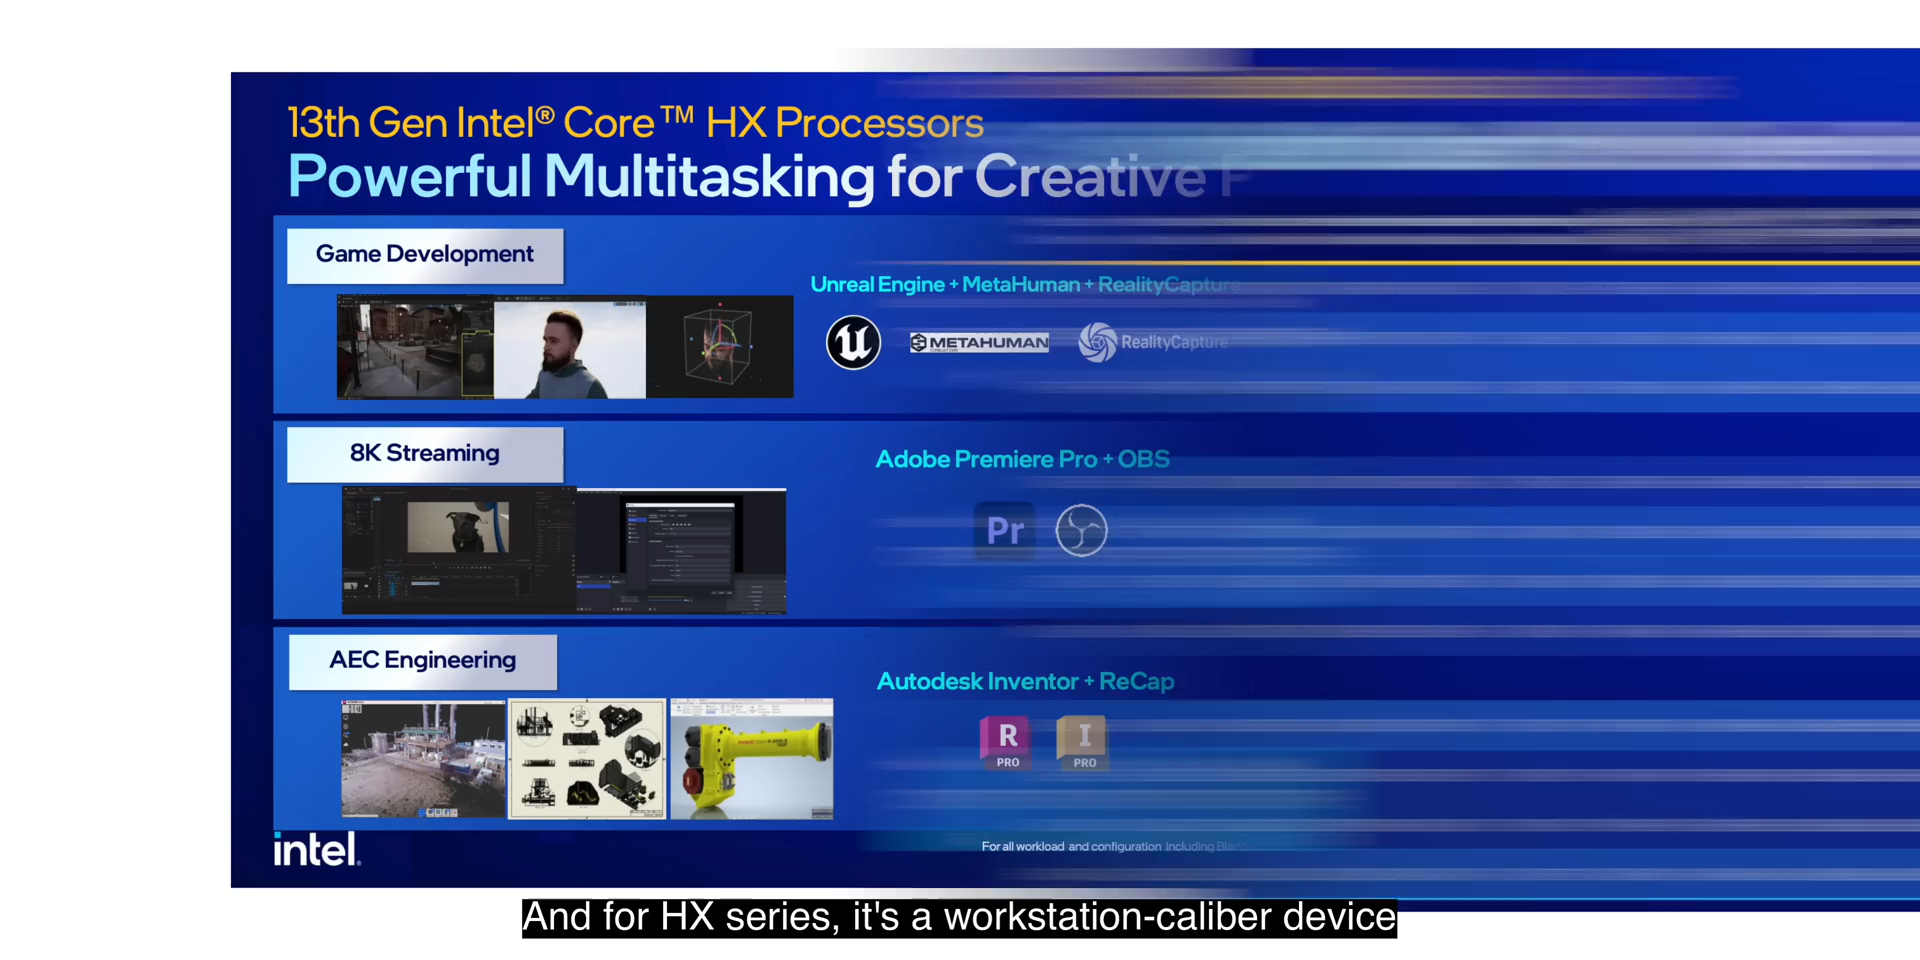 13th Gen Intel® Core™ HX Processors
Powerful Multitasking for Creative
Game Development
Unreal Engine + MetaHuman + RealityCapture
METAHUMAN
CREATOR
RealityCapture
8K Streaming
Adobe Premiere Pro + OBS
Pr
AEC Engineering
Autodesk Inventor + ReCap
R
PRO
I
PRO
intel.
For all workload and configuration including
And for HX series, it's a workstation-caliber device